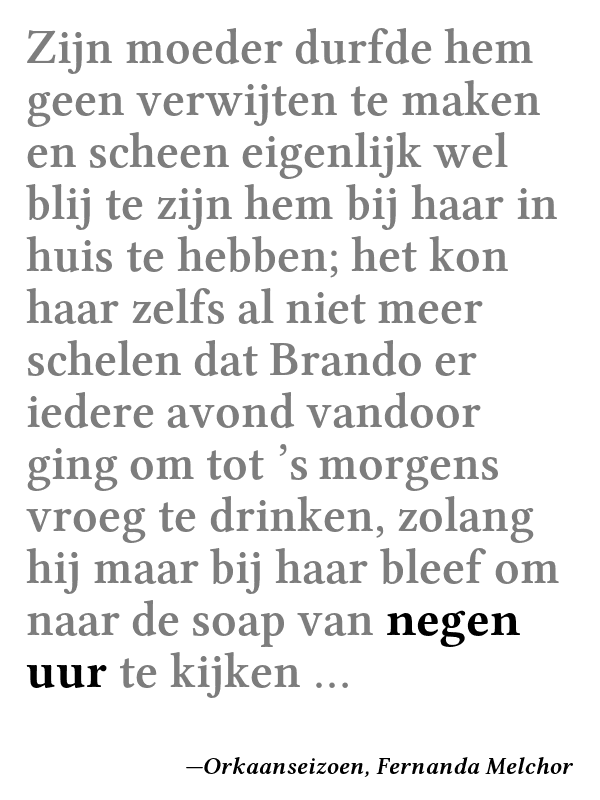 Zijn moeder durfde hem
geen verwijten te maken
en scheen eigenlijk wel
blij te zijn hem bij haar in
huis te hebben; het kon
haar zelfs al niet meer
schelen dat Brando er
iedere avond vandoor
ging om tot ’s morgens
vroeg te drinken, zolang
hij maar bij haar bleef om
naar de soap van negen
uur te kijken ...
—Orkaanseizoen, Fernanda Melchor